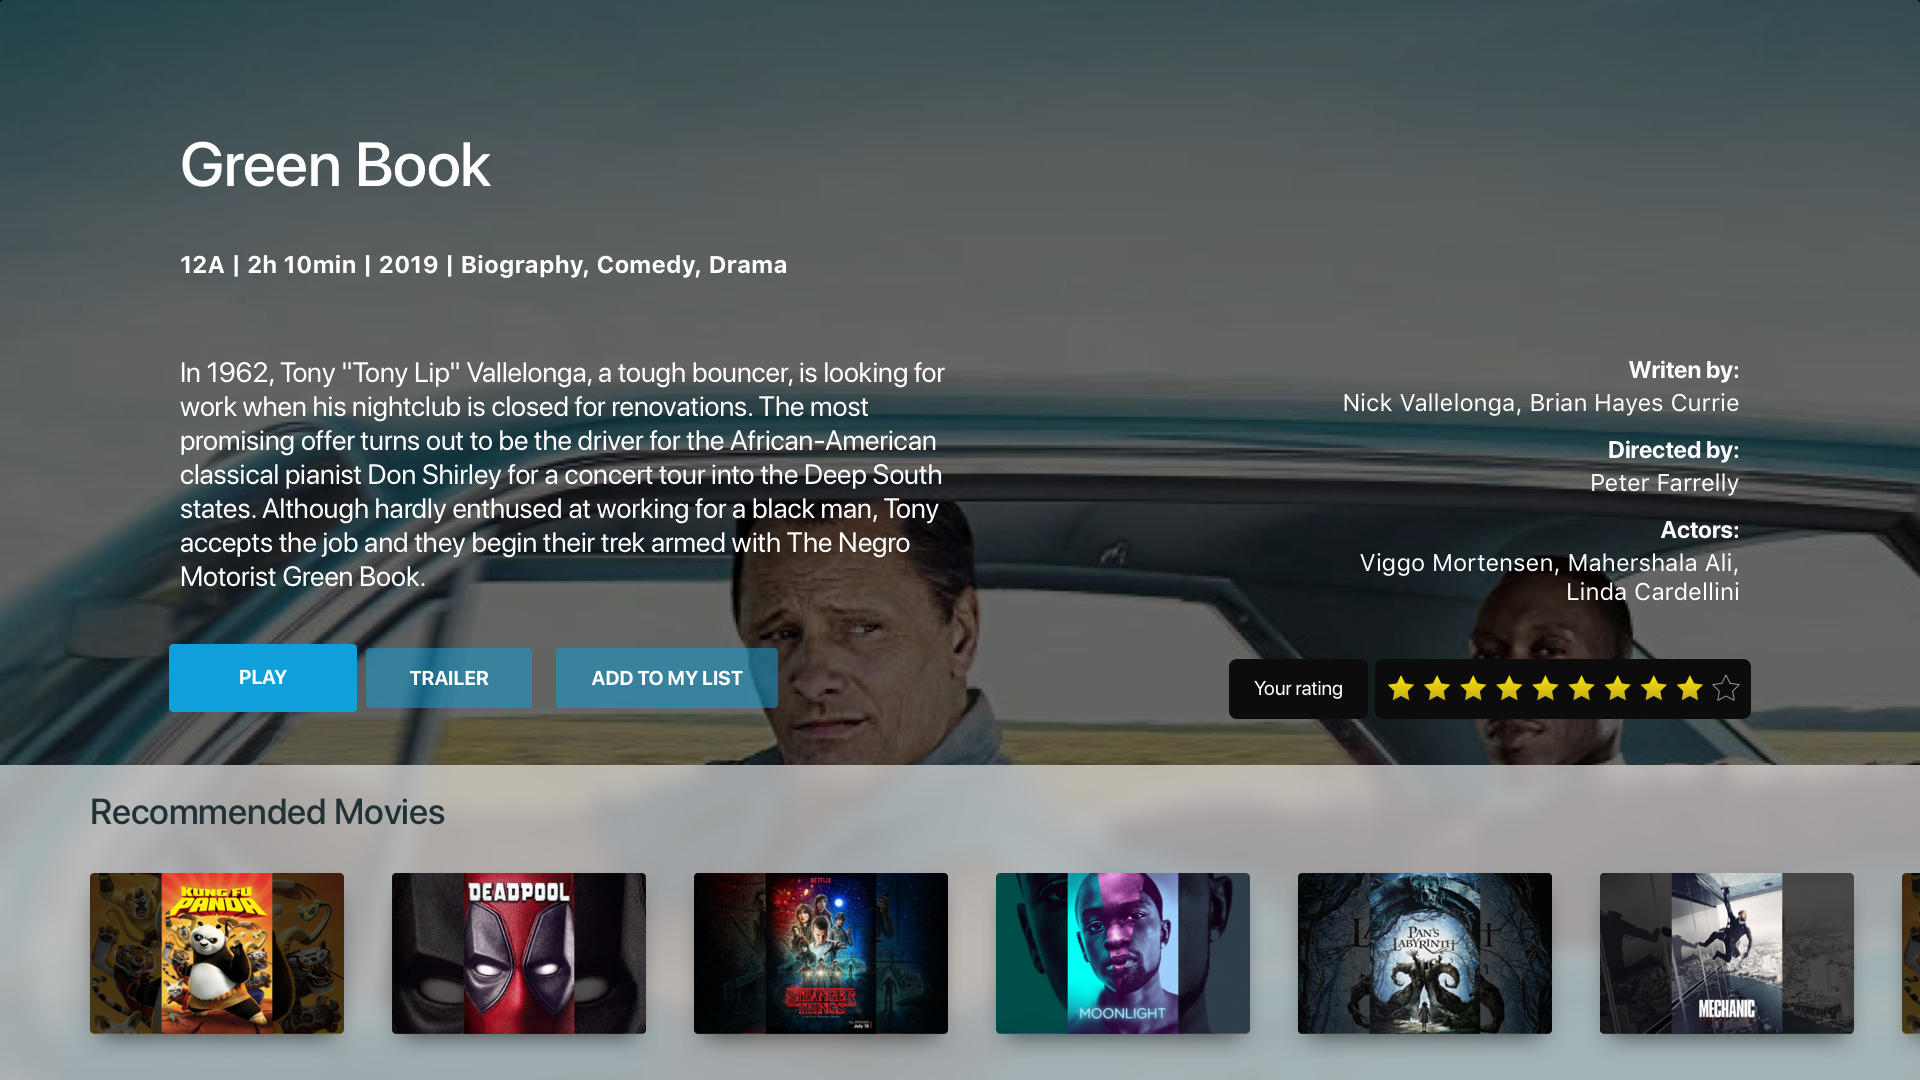 Green Book
12A | 2h 10min | 2019 | Biography, Comedy, Drama
In 1962, Tony "Tony Lip" Vallelonga, a tough bouncer, is looking for
work when his nightclub is closed for renovations. The most
promising offer turns out to be the driver for the African-American
classical pianist Don Shirley for a concert tour into the Deep South
states. Although hardly enthused at working for a black man, Tony
accepts the job and they begin their trek armed with The Negro
Motorist Green Book.
Writen by:
Nick Vallelonga, Brian Hayes Currie
Directed by:
Peter Farrelly
Actors:
Viggo Mortensen, Mahershala Ali,
Linda Cardellini
PLAY
TRAILER
ADD TO MY LIST
Your rating
Recommended Movies
KUNG FU
PANDA
DEADPOOL
NETFLIX
STRANGER
THINGS
July 15
MOONLIGHT
PAN'S
LABYRINTH
MECHANIC